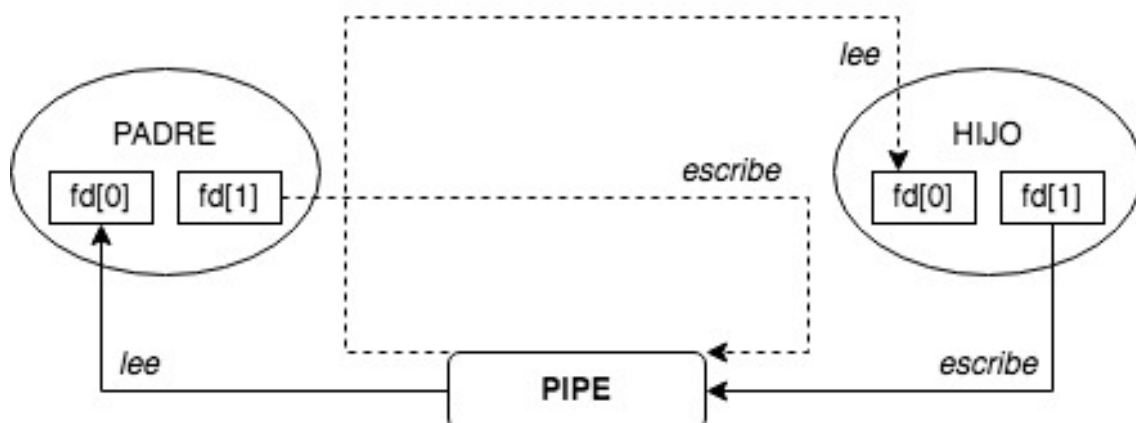 lee
PADRE
HIJO
escribe
fd[0]
fd[1]
fd[0]
fd[1]
lee
escribe
PIPE